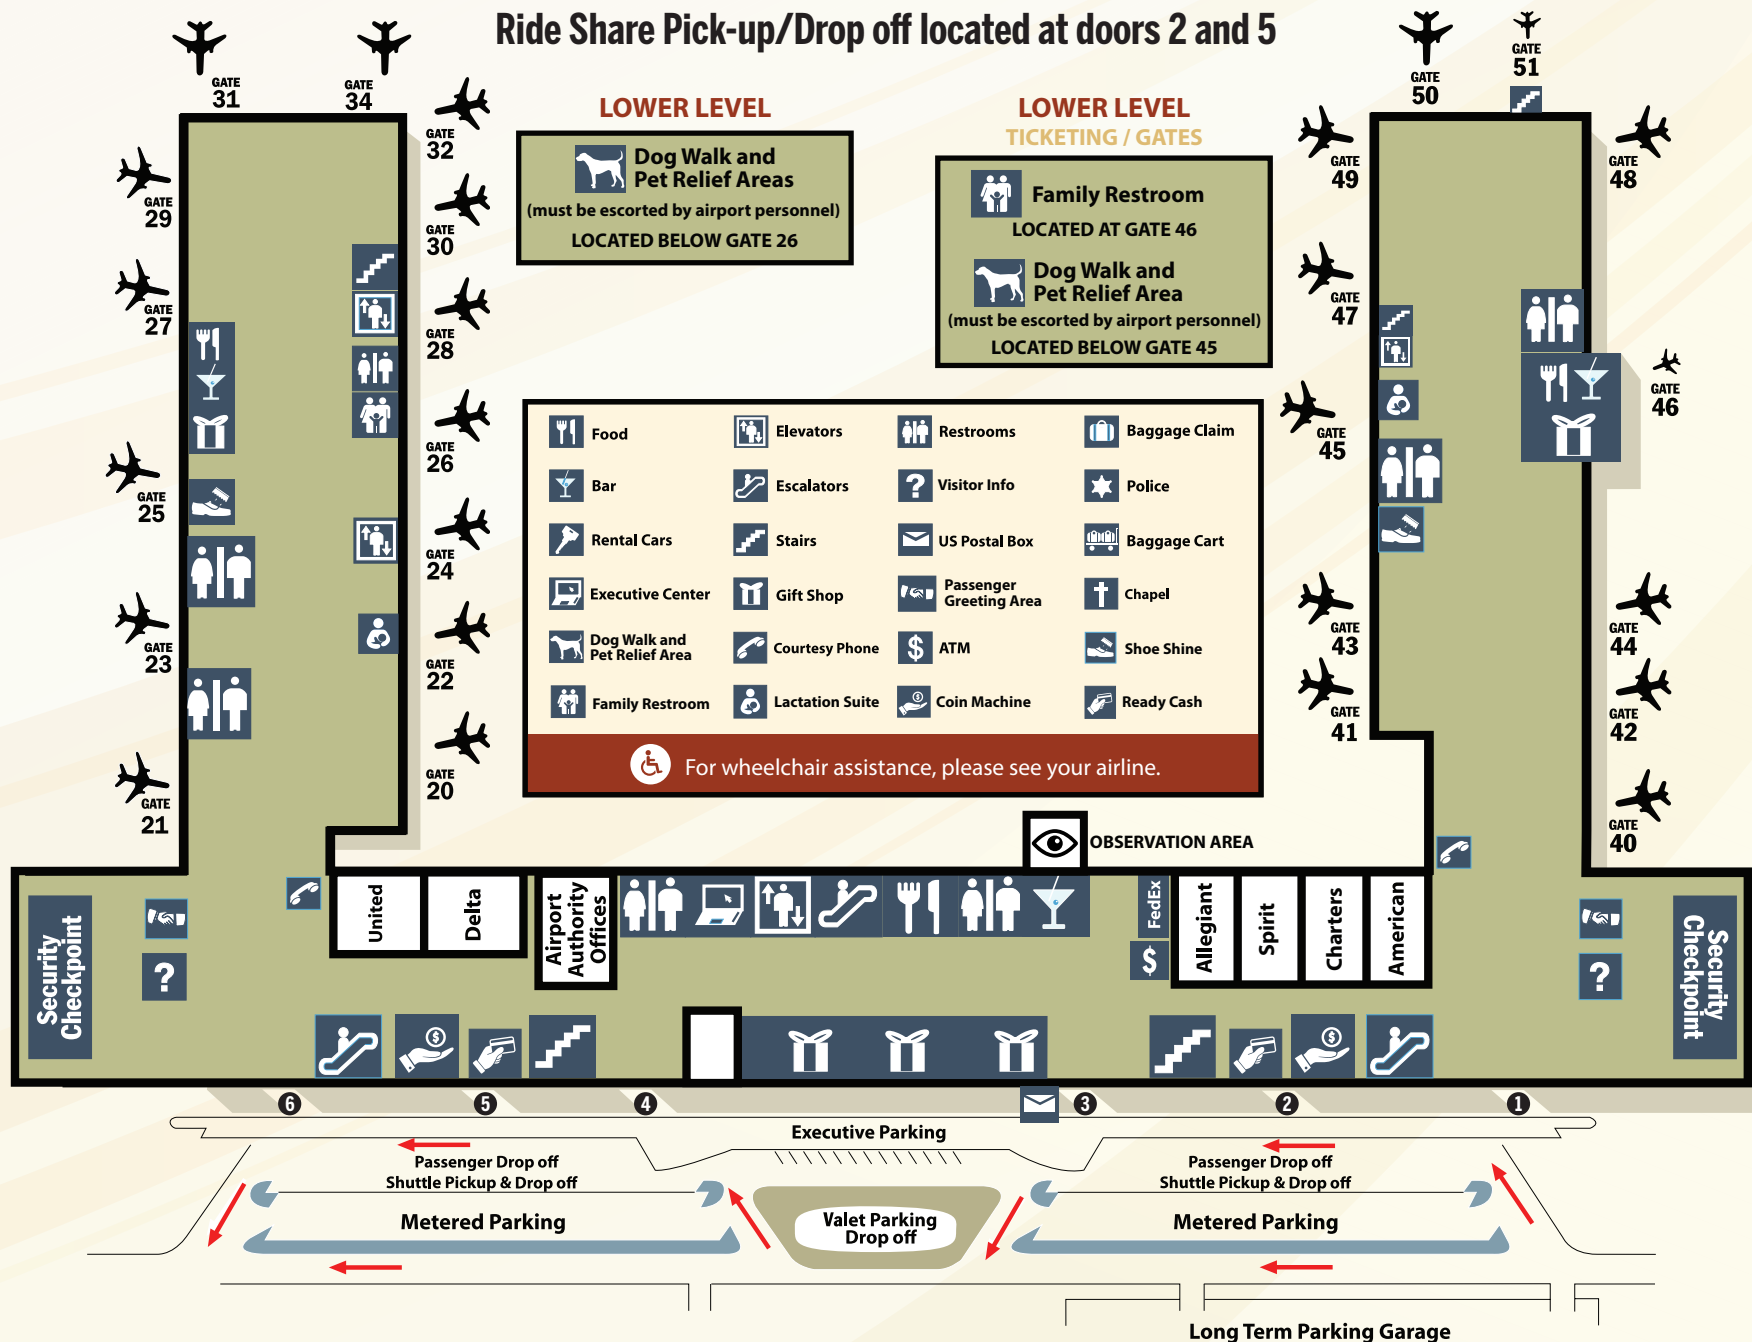 Ride Share Pick-up/Drop off located at doors 2 and 5
GATE
31
GATE
34
GATE
32
GATE
29
GATE
30
GATE
27
GATE
28
GATE
25
GATE
26
GATE
24
GATE
23
GATE
22
GATE
21
GATE
20
LOWER LEVEL
Dog Walk and
Pet Relief Areas
(must be escorted by airport personnel)
LOCATED BELOW GATE 26
LOWER LEVEL
TICKETING / GATES
Family Restroom
LOCATED AT GATE 46
Dog Walk and
Pet Relief Area
(must be escorted by airport personnel)
LOCATED BELOW GATE 45
GATE
50
GATE
51
GATE
49
GATE
48
GATE
47
GATE
46
GATE
45
GATE
43
GATE
44
GATE
41
GATE
42
GATE
40
Food
Elevators
Restrooms
Baggage Claim
Bar
Escalators
?
Visitor Info
Police
Rental Cars
Stairs
US Postal Box
Baggage Cart
Executive Center
Gift Shop
Passenger
Greeting Area
Chapel
Dog Walk and
Pet Relief Area
Courtesy Phone
$
ATM
Shoe Shine
Family Restroom
Lactation Suite
$
Coin Machine
Ready Cash
For wheelchair assistance, please see your airline.
OBSERVATION AREA
Security
Checkpoint
?
United
Delta
Airport
Authority
Offices
FedEx
$
Allegiant
Spirit
Charters
American
?
Security
Checkpoint
$
$
6
5
4
3
2
1
Executive Parking
Passenger Drop off
Shuttle Pickup & Drop off
Metered Parking
Valet Parking
Drop off
Passenger Drop off
Shuttle Pickup & Drop off
Metered Parking
Long Term Parking Garage